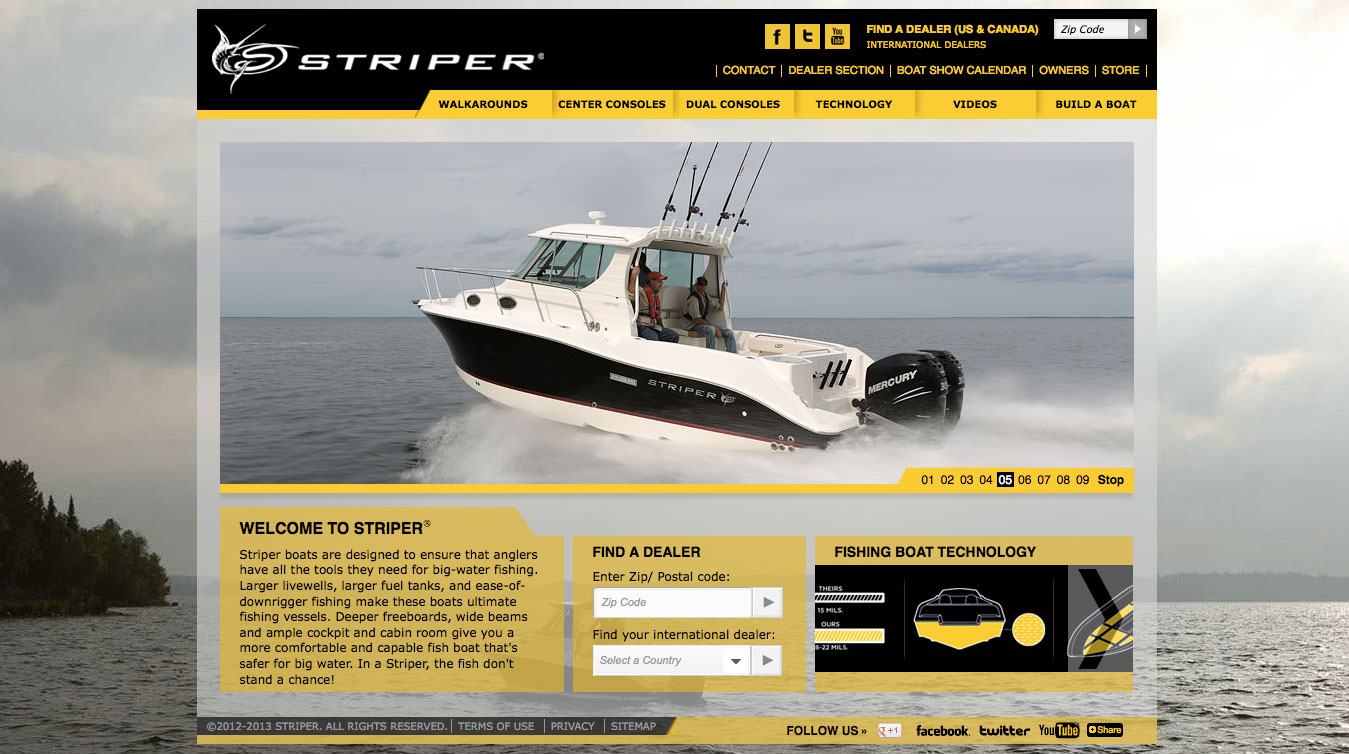 STRIPER®
f t You Tube
FIND A DEALER (US & CANADA)
INTERNATIONAL DEALERS
Zip Code
CONTACT | DEALER SECTION | BOAT SHOW CALENDAR | OWNERS | STORE
WALKAROUNDS CENTER CONSOLES DUAL CONSOLES TECHNOLOGY VIDEOS BUILD A BOAT
STRIPER
MERCURY
01 02 03 04 05 06 07 08 09 Stop
WELCOME TO STRIPER®
Striper boats are designed to ensure that anglers
have all the tools they need for big-water fishing.
Larger livewells, larger fuel tanks, and ease-of-
downrigger fishing make these boats ultimate
fishing vessels. Deeper freeboards, wide beams
and ample cockpit and cabin room give you a
more comfortable and capable fish boat that's
safer for big water. In a Striper, the fish don't
stand a chance!
FIND A DEALER
Enter Zip/ Postal code:
Zip Code
Find your international dealer:
Select a Country
FISHING BOAT TECHNOLOGY
THEIRS
15 MILS.
OURS
8-22 MILS.
©2012-2013 STRIPER. ALL RIGHTS RESERVED. | TERMS OF USE | PRIVACY | SITEMAP
FOLLOW US » g +1 facebook. twitter YouTube Share